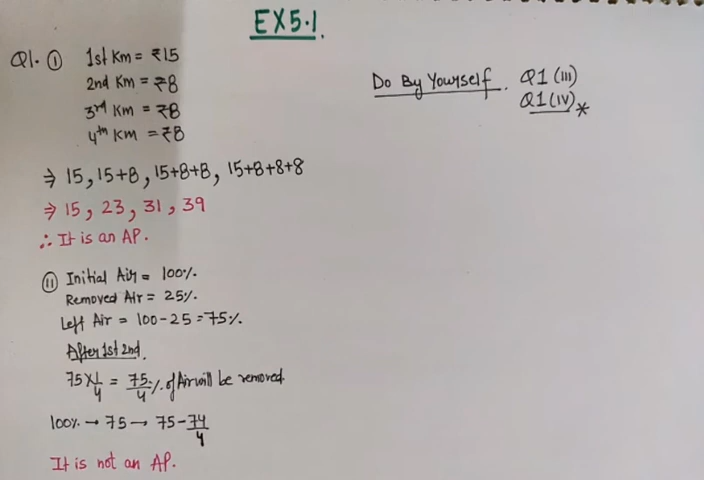 EX5.1.
Q1. (i) 1st Km = ₹15
2nd Km = ₹8
3rd Km = ₹8
4th Km = ₹8
⇒ 15, 15+8, 15+8+8, 15+8+8+8
⇒ 15, 23, 31, 39
∴ It is an AP.
(ii) Initial Air = 100%.
Removed Air = 25%.
Left Air = 100-25=75%.
After 1st 2nd.
75×1/4 = 75/4 %. of Air will be removed.
100% → 75 → 75-74/4
It is not an AP.
Do By Yourself. Q1 (iii)
Q1 (iv)*